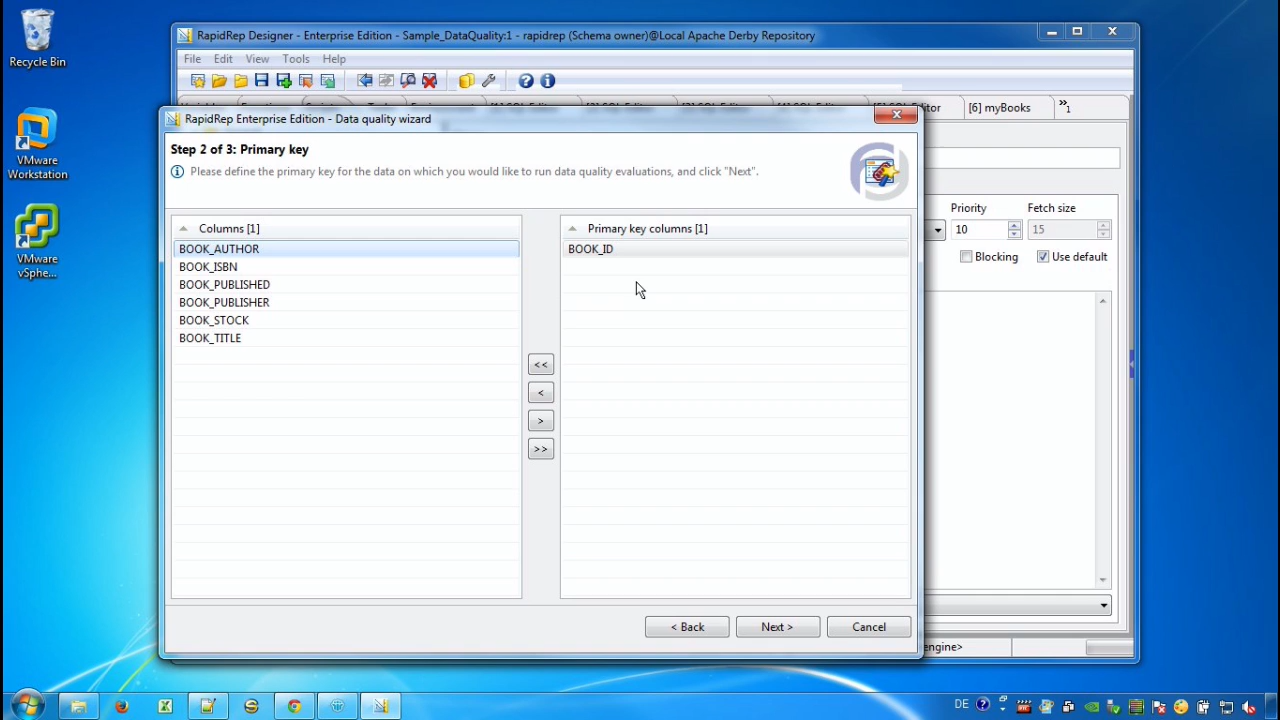 Recycle Bin
VMware
Workstation
VMware
vSphe...
RapidRep Designer - Enterprise Edition - Sample_DataQuality:1 - rapidrep (Schema owner)@Local Apache Derby Repository
File Edit View Tools Help
[6] myBooks
»1
RapidRep Enterprise Edition - Data quality wizard
Step 2 of 3: Primary key
Please define the primary key for the data on which you would like to run data quality evaluations, and click "Next".
Priority Fetch size
10 15
Blocking Use default
Columns [1]
BOOK_AUTHOR
BOOK_ISBN
BOOK_PUBLISHED
BOOK_PUBLISHER
BOOK_STOCK
BOOK_TITLE
<<
<
>
>>
Primary key columns [1]
BOOK_ID
< Back Next > Cancel
engine>
DE